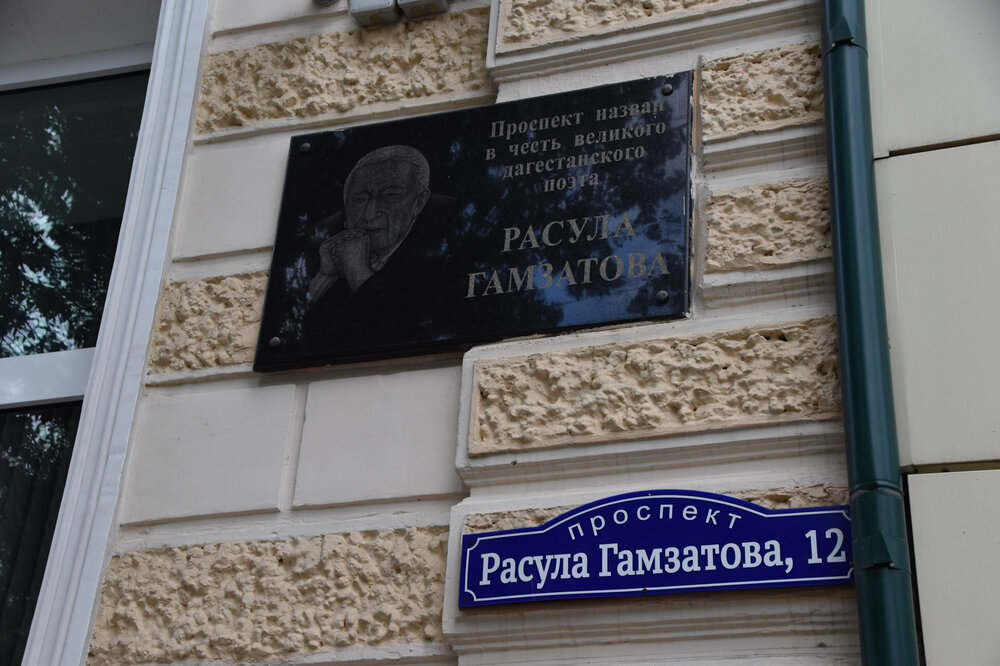 Проспект назван
в честь великого
дагестанского
поэта
РАСУЛА
ГАМЗАТОВА
проспект
Расула Гамзатова, 12